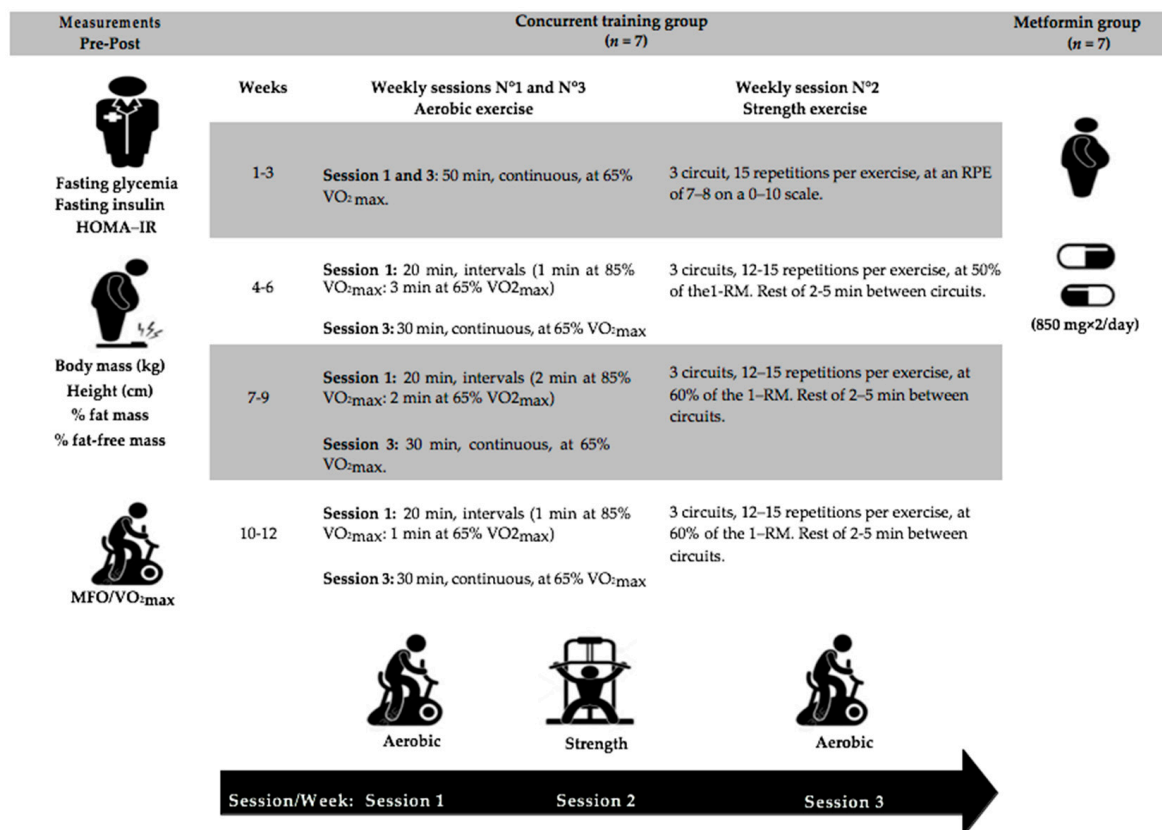 Measurements
Pre-Post
Concurrent training group
(n = 7)
Metformin group
(n = 7)
Fasting glycemia
Fasting insulin
HOMA–IR
Body mass (kg)
Height (cm)
% fat mass
% fat-free mass
MFO/VO₂max
Weeks
Weekly sessions N°1 and N°3
Aerobic exercise
Weekly session N°2
Strength exercise
1-3
Session 1 and 3: 50 min, continuous, at 65%
VO₂max.
3 circuit, 15 repetitions per exercise, at an RPE
of 7–8 on a 0–10 scale.
4-6
Session 1: 20 min, intervals (1 min at 85%
VO₂max: 3 min at 65% VO2max)
Session 3: 30 min, continuous, at 65% VO₂max
3 circuits, 12-15 repetitions per exercise, at 50%
of the1-RM. Rest of 2-5 min between circuits.
7-9
Session 1: 20 min, intervals (2 min at 85%
VO₂max: 2 min at 65% VO2max)
Session 3: 30 min, continuous, at 65%
VO₂max.
3 circuits, 12–15 repetitions per exercise, at
60% of the 1–RM. Rest of 2–5 min between
circuits.
10-12
Session 1: 20 min, intervals (1 min at 85%
VO₂max: 1 min at 65% VO2max)
Session 3: 30 min, continuous, at 65% VO₂max
3 circuits, 12–15 repetitions per exercise, at
60% of the 1–RM. Rest of 2-5 min between
circuits.
(850 mg×2/day)
Aerobic
Strength
Aerobic
Session/Week: Session 1
Session 2
Session 3